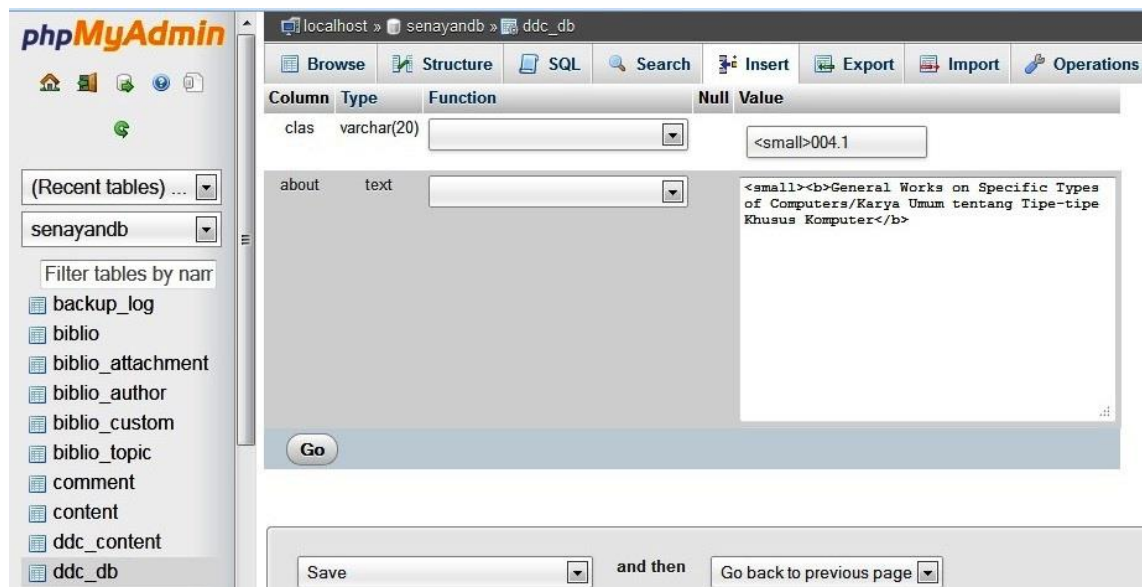 phpMyAdmin
(Recent tables) ...
senayandb
Filter tables by nam
backup_log
biblio
biblio_attachment
biblio_author
biblio_custom
biblio_topic
comment
content
ddc_content
ddc_db
localhost » senayandb » ddc_db
Browse Structure SQL Search Insert Export Import Operations
Column Type Function Null Value
clas varchar(20) <small>004.1
about text <small><b>General Works on Specific Types
of Computers/Karya Umum tentang Tipe-tipe
Khusus Komputer</b>
Go
Save and then Go back to previous page